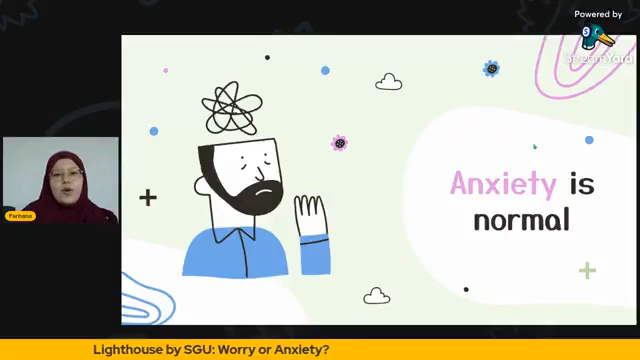 Powered by
StreamYard
Anxiety is
normal
Farhana
Lighthouse by SGU: Worry or Anxiety?